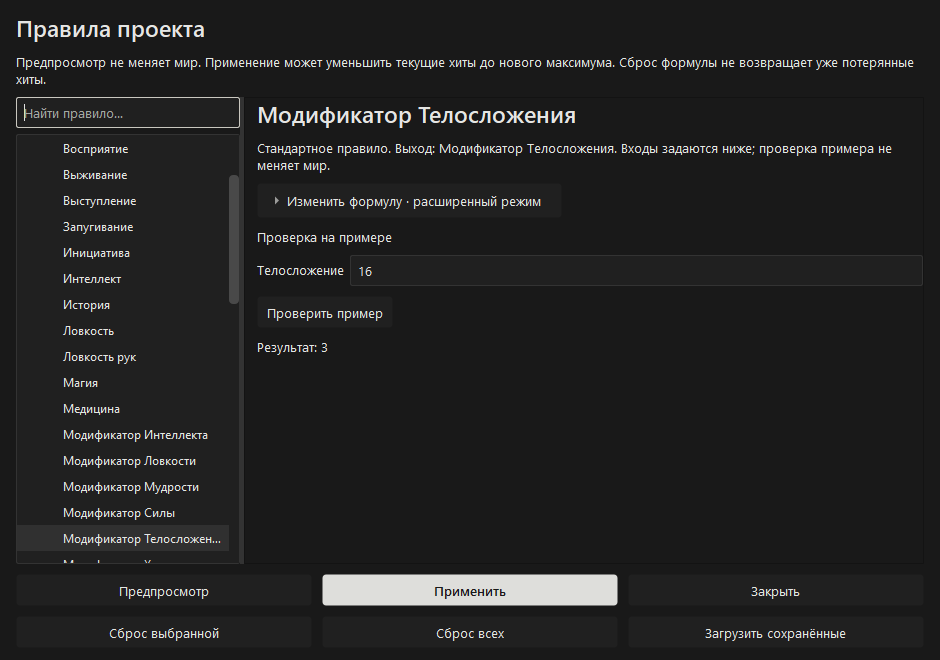 Правила проекта
Предпросмотр не меняет мир. Применение может уменьшить текущие хиты до нового максимума. Сброс формулы не возвращает уже потерянные
хиты.
Найти правило...
Восприятие
Выживание
Выступление
Запугивание
Инициатива
Интеллект
История
Ловкость
Ловкость рук
Магия
Медицина
Модификатор Интеллекта
Модификатор Ловкости
Модификатор Мудрости
Модификатор Силы
Модификатор Телосложен...
Модификатор Телосложения
Стандартное правило. Выход: Модификатор Телосложения. Входы задаются ниже; проверка примера не
меняет мир.
Изменить формулу · расширенный режим
Проверка на примере
Телосложение 16
Проверить пример
Результат: 3
Предпросмотр
Применить
Закрыть
Сброс выбранной
Сброс всех
Загрузить сохранённые